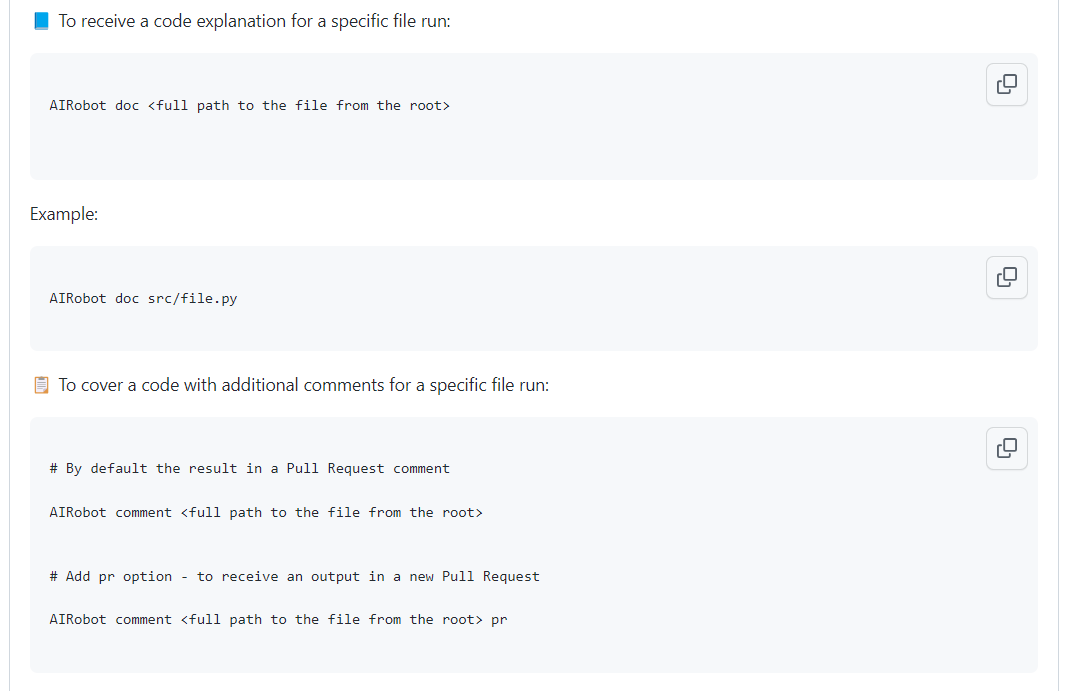 To receive a code explanation for a specific file run:
AIRobot doc <full path to the file from the root>
Example:
AIRobot doc src/file.py
To cover a code with additional comments for a specific file run:
# By default the result in a Pull Request comment
AIRobot comment <full path to the file from the root>
# Add pr option - to receive an output in a new Pull Request
AIRobot comment <full path to the file from the root> pr